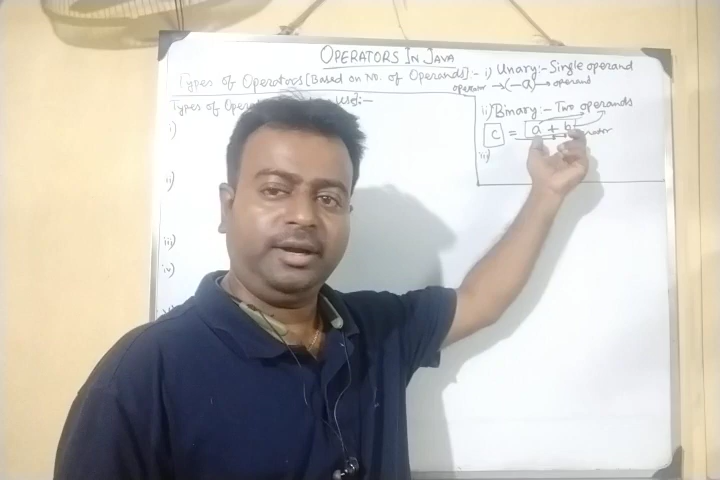 OPERATORS IN JAVA
Types of Operators [Based on No. of Operands]:- i) Unary:- Single operand
operator → (-a) → operand
Types of Oper
ii) Binary:- Two operands
c = a + b
iii)
i)
ii)
iii)
iv)